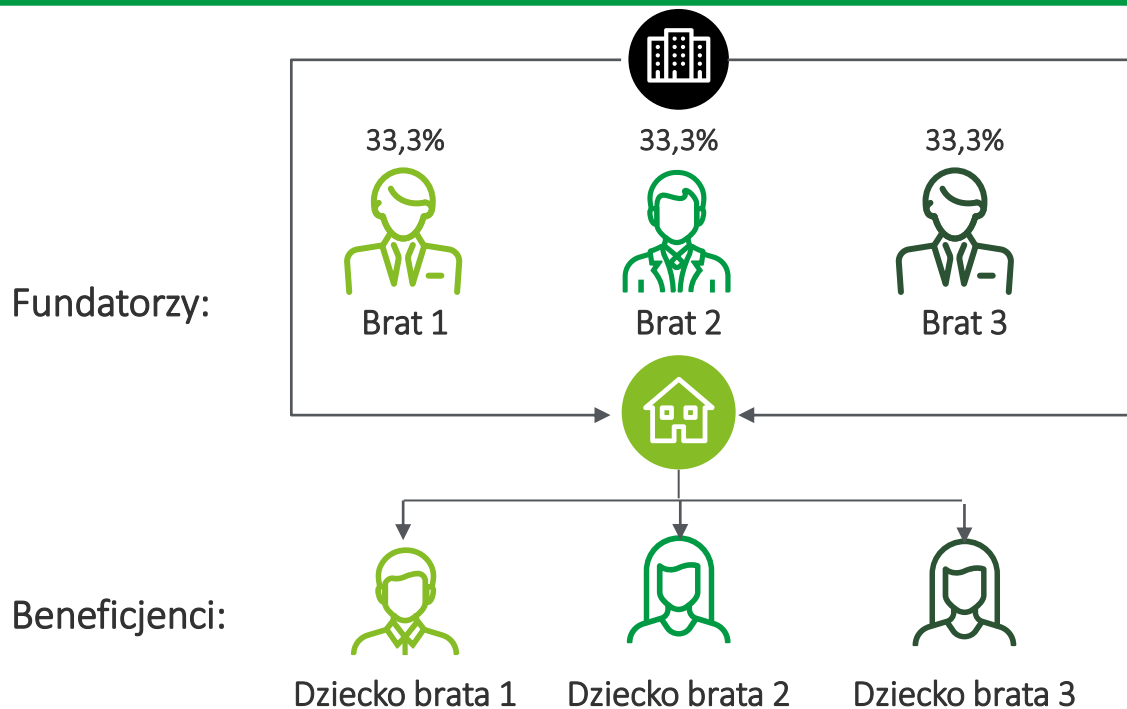 33,3% 33,3% 33,3%
Fundatorzy:
Brat 1 Brat 2 Brat 3
Beneficjenci:
Dziecko brata 1 Dziecko brata 2 Dziecko brata 3